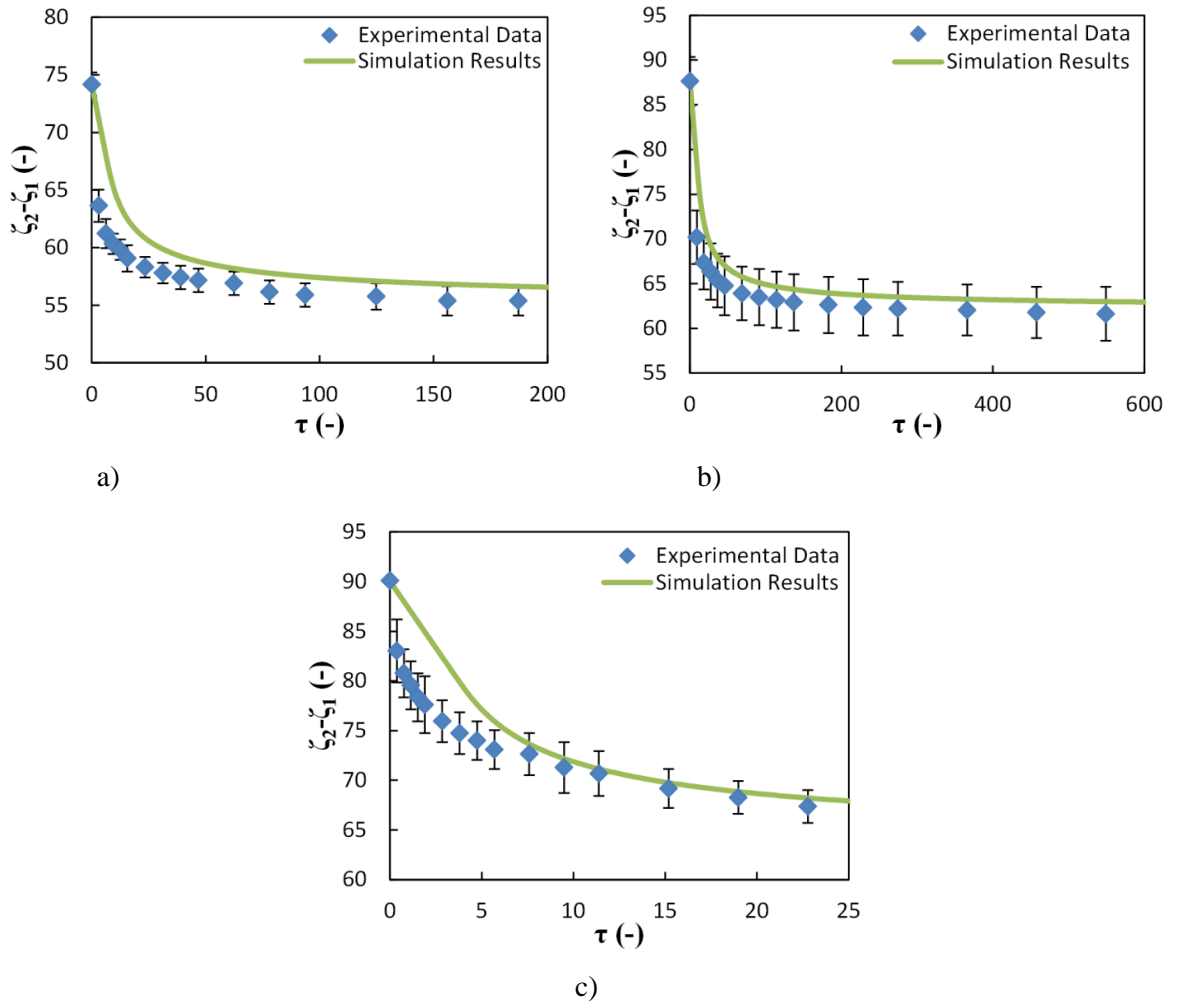 80
75
70
65
60
55
50
ζ2-ζ1 (-)
Experimental Data
Simulation Results
0 50 100 150 200
τ (-)
a)
95
90
85
80
75
70
65
60
55
ζ2-ζ1 (-)
Experimental Data
Simulation Results
0 200 400 600
τ (-)
b)
95
90
85
80
75
70
65
60
ζ2-ζ1 (-)
Experimental Data
Simulation Results
0 5 10 15 20 25
τ (-)
c)